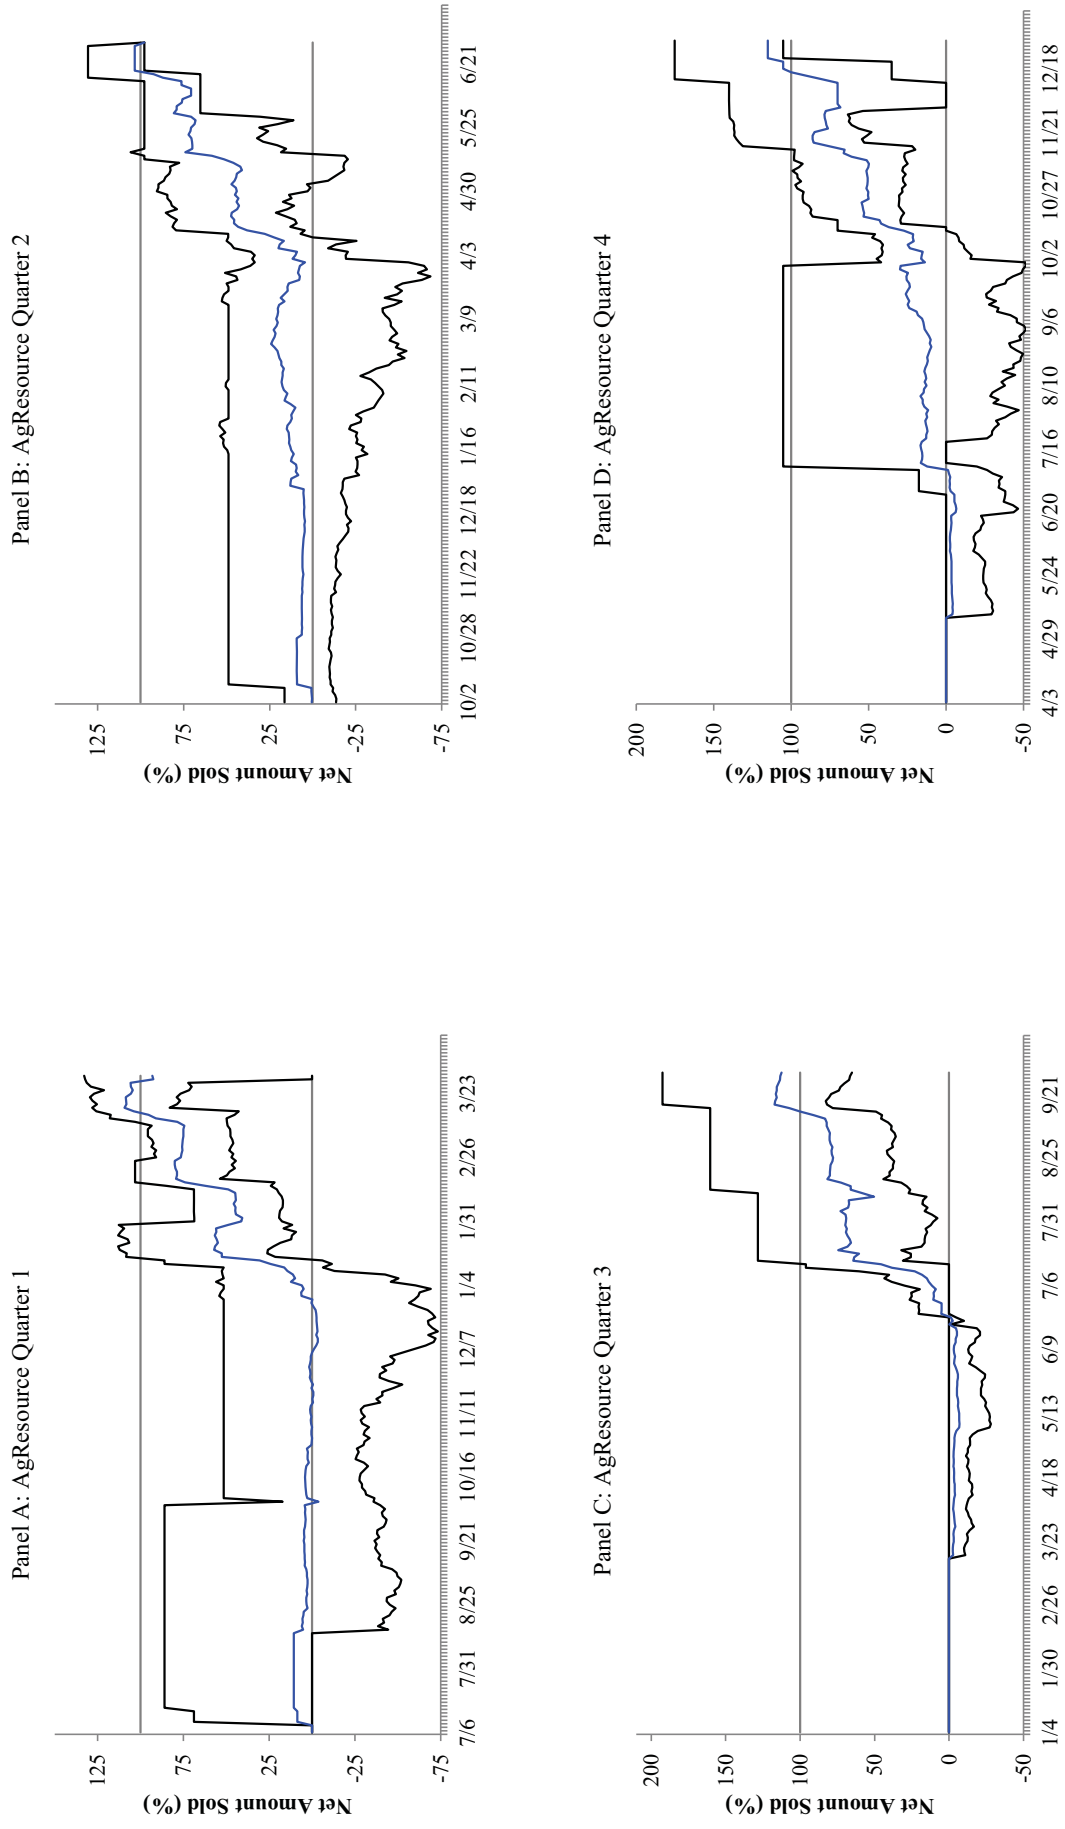 Panel A: AgResource Quarter 1
Net Amount Sold (%)
125
75
25
-25
-75
7/6 7/31 8/25 9/21 10/16 11/11 12/7 1/4 1/31 2/26 3/23
Panel B: AgResource Quarter 2
Net Amount Sold (%)
125
75
25
-25
-75
10/2 10/28 11/22 12/18 1/16 2/11 3/9 4/3 4/30 5/25 6/21
Panel C: AgResource Quarter 3
Net Amount Sold (%)
200
150
100
50
0
-50
1/4 1/30 2/26 3/23 4/18 5/13 6/9 7/6 7/31 8/25 9/21
Panel D: AgResource Quarter 4
Net Amount Sold (%)
200
150
100
50
0
-50
4/3 4/29 5/24 6/20 7/16 8/10 9/6 10/2 10/27 11/21 12/18